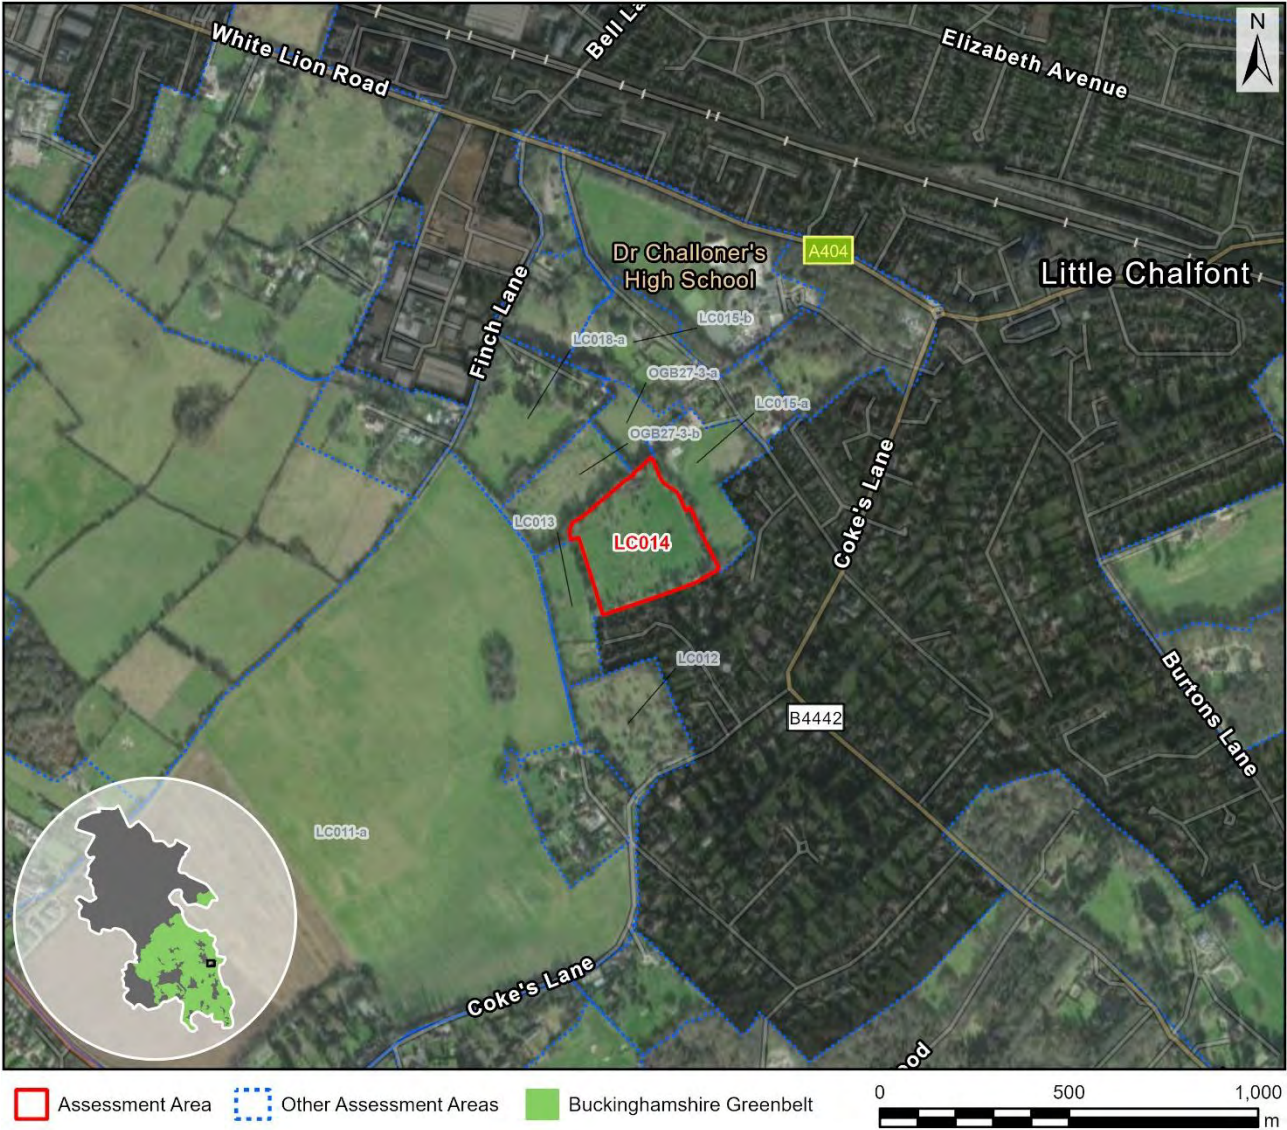 N
White Lion Road
Bell La
Elizabeth Avenue
Dr Challoner's
High School
A404
Little Chalfont
Finch Lane
LC015-b
LC018-a
OGB27-3-a
LC015-a
OGB27-3-b
Coke's Lane
LC013
LC014
LC012
Burtons Lane
B4442
LC011-a
Coke's Lane
ood
Assessment Area
Other Assessment Areas
Buckinghamshire Greenbelt
0 500 1,000
m